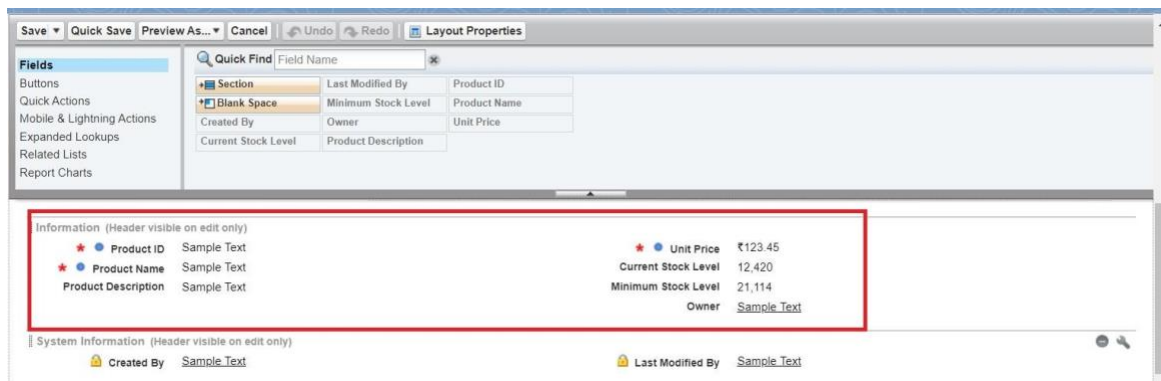 Save Quick Save Preview As... Cancel Undo Redo Layout Properties
Fields
Buttons
Quick Actions
Mobile & Lightning Actions
Expanded Lookups
Related Lists
Report Charts
Quick Find Field Name
Section Last Modified By Product ID
Blank Space Minimum Stock Level Product Name
Created By Owner Unit Price
Current Stock Level Product Description
Information (Header visible on edit only)
* Product ID Sample Text * Unit Price ₹123.45
* Product Name Sample Text Current Stock Level 12,420
Product Description Sample Text Minimum Stock Level 21,114
Owner Sample Text
System Information (Header visible on edit only)
Created By Sample Text Last Modified By Sample Text